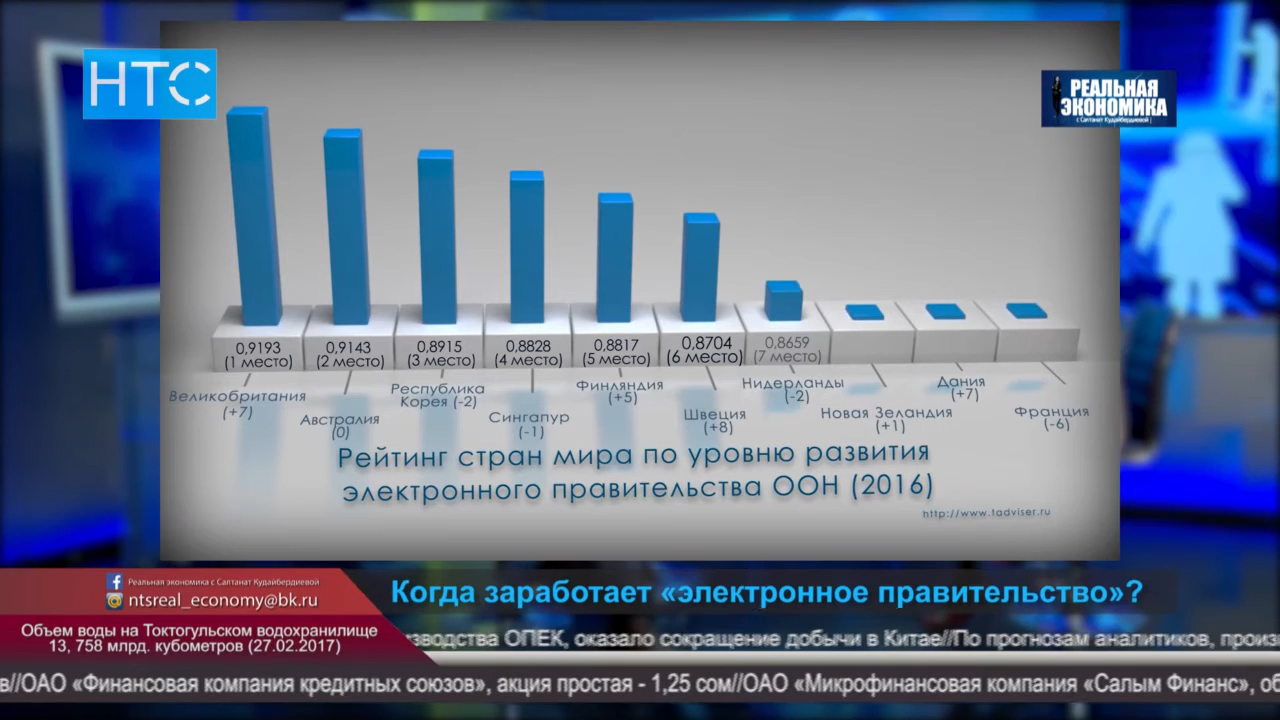 НТС
РЕАЛЬНАЯ
ЭКОНОМИКА
с Салтанат Кудайбердиевой
0,9193
(1 место)
0,9143
(2 место)
0,8915
(3 место)
0,8828
(4 место)
0,8817
(5 место)
0,8704
(6 место)
0,8659
(7 место)
Великобритания
(+7)
Австралия
(0)
Республика
Корея (-2)
Сингапур
(-1)
Финляндия
(+5)
Швеция
(+8)
Нидерланды
(-2)
Новая Зеландия
(+1)
Дания
(+7)
Франция
(-6)
Рейтинг стран мира по уровню развития
электронного правительства ООН (2016)
http://www.tadviser.ru
Реальная экономика с Салтанат Кудайбердиевой
ntsreal_economy@bk.ru
Когда заработает «электронное правительство»?
Объем воды на Токтогульском водохранилище
13, 758 млрд. кубометров (27.02.2017)
зводства ОПЕК, оказало сокращение добычи в Китае//По прогнозам аналитиков, произ
в//ОАО «Финансовая компания кредитных союзов», акция простая - 1,25 сом//ОАО «Микрофинансовая компания «Салым Финанс», об